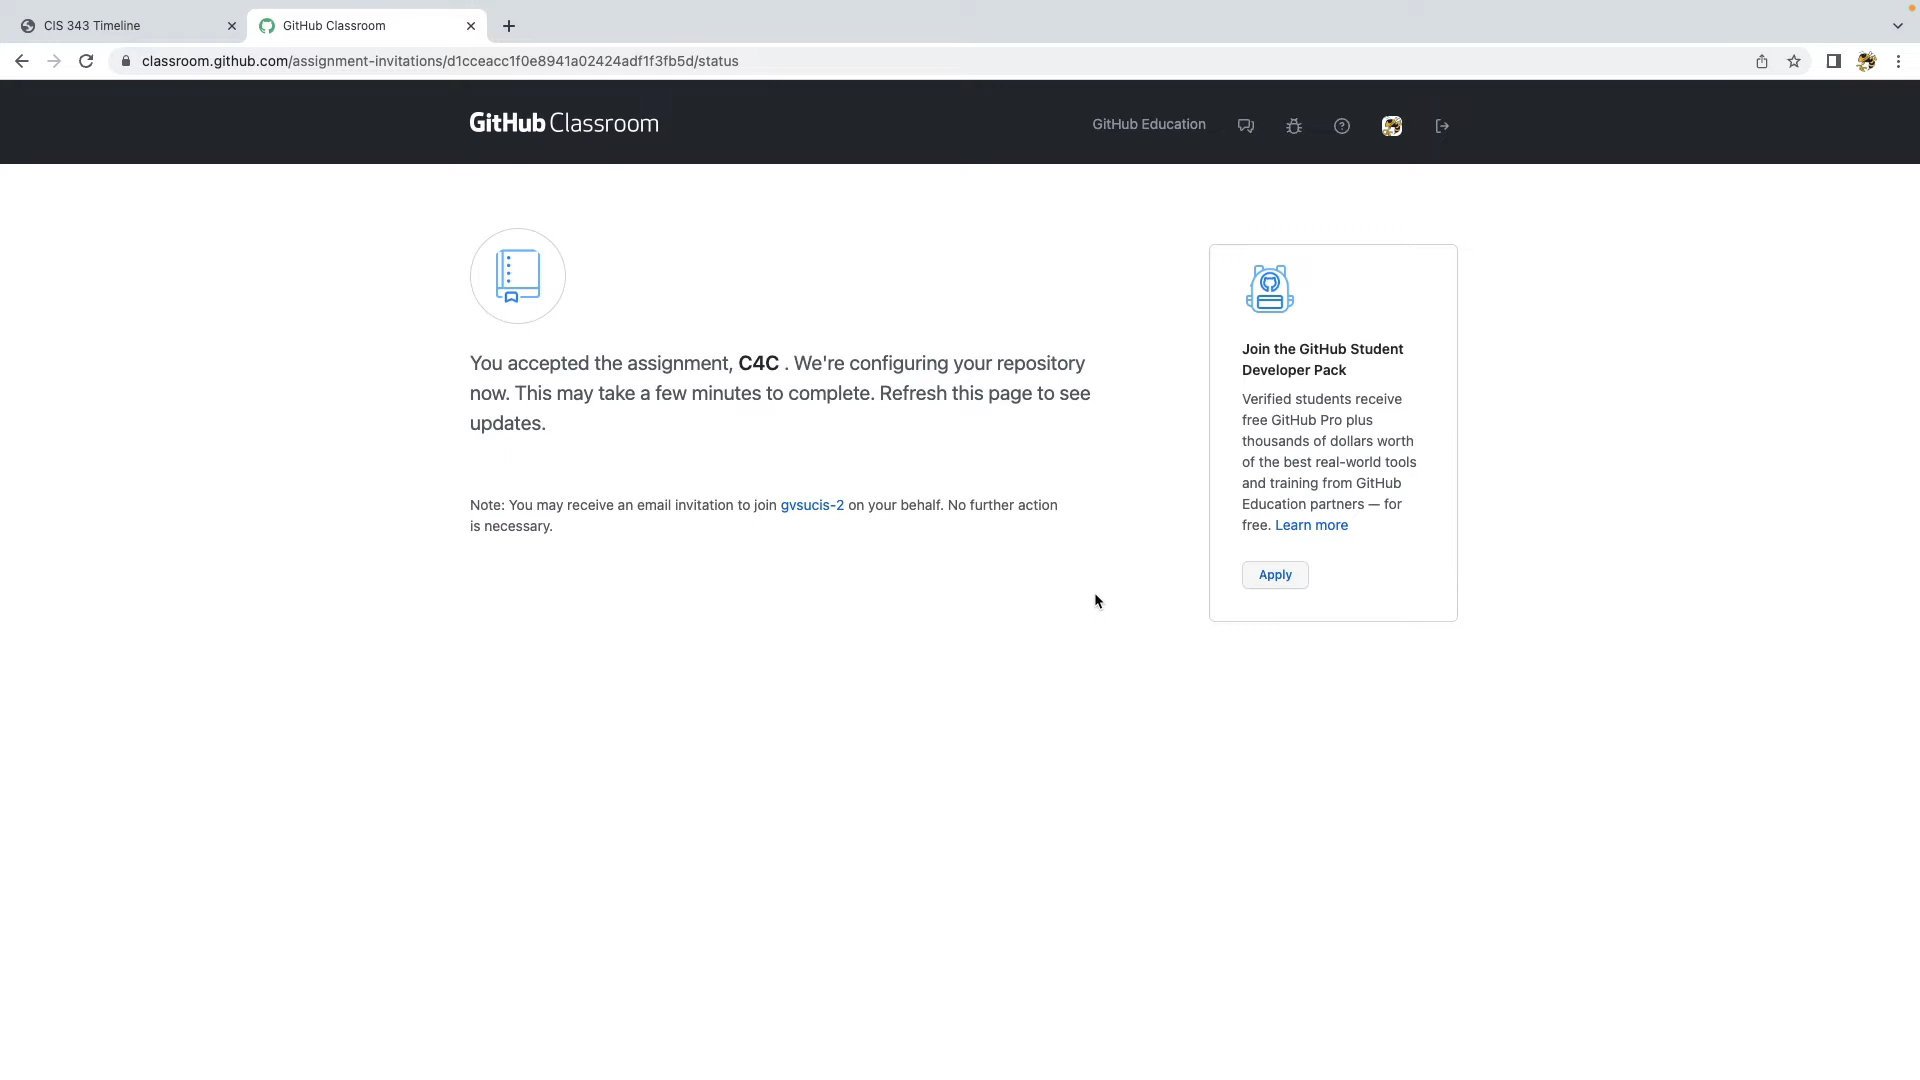 CIS 343 Timeline
GitHub Classroom
classroom.github.com/assignment-invitations/d1cceacc1f0e8941a02424adf1f3fb5d/status
GitHub Classroom
GitHub Education
You accepted the assignment, C4C . We're configuring your repository
now. This may take a few minutes to complete. Refresh this page to see
updates.
Note: You may receive an email invitation to join gvsucis-2 on your behalf. No further action
is necessary.
Join the GitHub Student
Developer Pack
Verified students receive
free GitHub Pro plus
thousands of dollars worth
of the best real-world tools
and training from GitHub
Education partners — for
free. Learn more
Apply